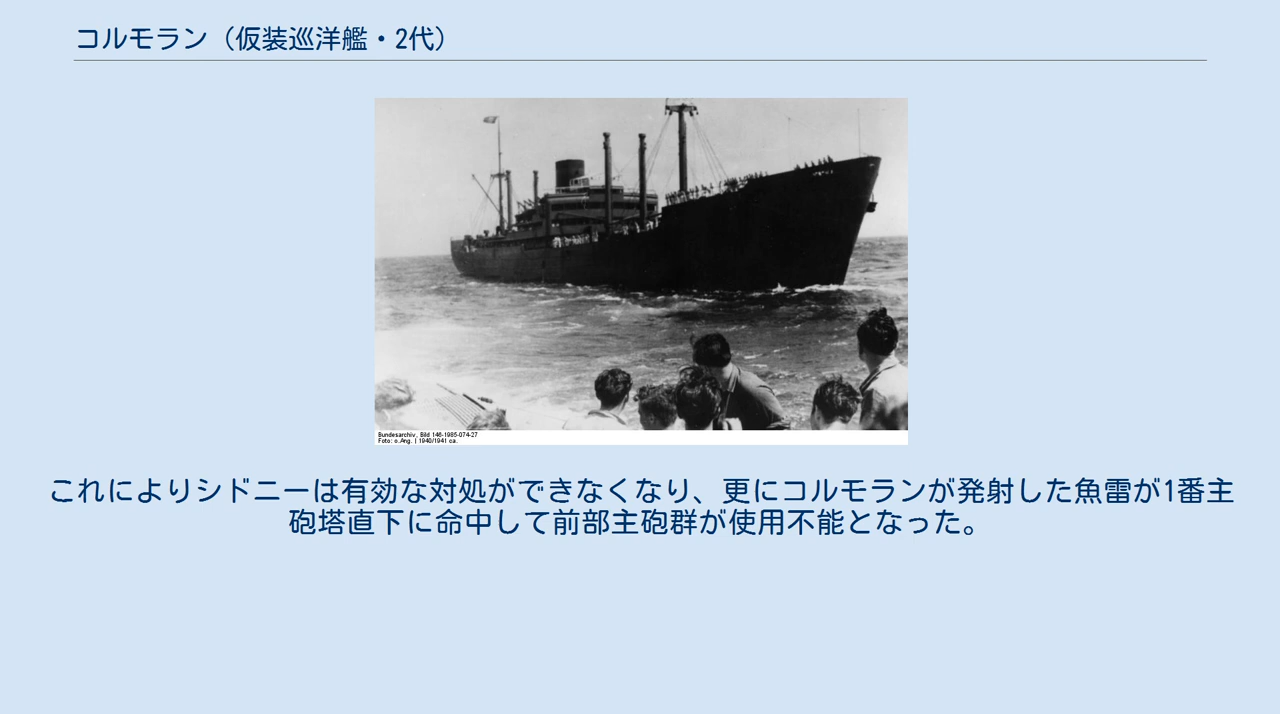 コルモラン（仮装巡洋艦・2代）
Bundesarchiv, Bild 146-1985-074-27
Foto: o.Ang. | 1940/1941 ca.
これによりシドニーは有効な対処ができなくなり、更にコルモランが発射した魚雷が1番主
砲塔直下に命中して前部主砲群が使用不能となった。